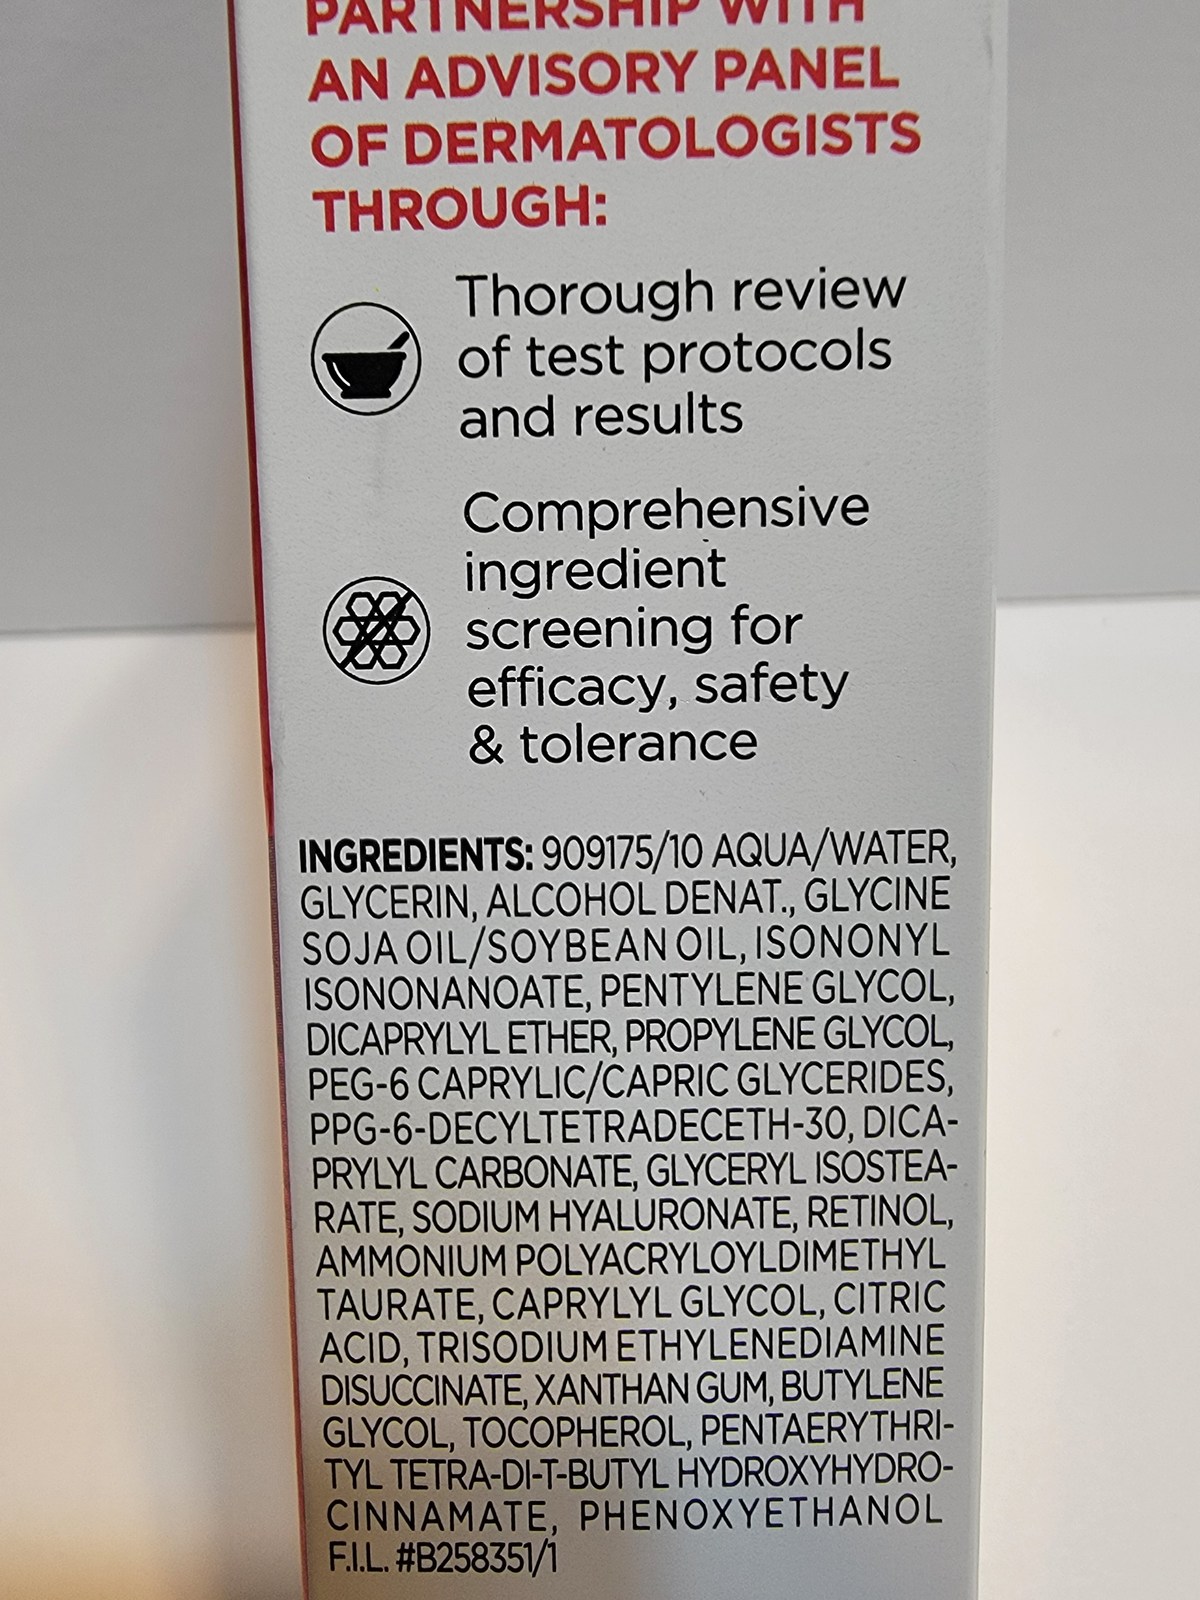 PARTNERSHIP WITH
AN ADVISORY PANEL
OF DERMATOLOGISTS
THROUGH:
Thorough review
of test protocols
and results
Comprehensive
ingredient
screening for
efficacy, safety
& tolerance
INGREDIENTS: 909175/10 AQUA/WATER,
GLYCERIN, ALCOHOL DENAT., GLYCINE
SOJA OIL/SOYBEAN OIL, ISONONYL
ISONONANOATE, PENTYLENE GLYCOL,
DICAPRYLYL ETHER, PROPYLENE GLYCOL,
PEG-6 CAPRYLIC/CAPRIC GLYCERIDES,
PPG-6-DECYLTETRADECETH-30, DICA-
PRYLYL CARBONATE, GLYCERYL ISOSTEA-
RATE, SODIUM HYALURONATE, RETINOL,
AMMONIUM POLYACRYLOYLDIMETHYL
TAURATE, CAPRYLYL GLYCOL, CITRIC
ACID, TRISODIUM ETHYLENEDIAMINE
DISUCCINATE, XANTHAN GUM, BUTYLENE
GLYCOL, TOCOPHEROL, PENTAERYTHRI-
TYL TETRA-DI-T-BUTYL HYDROXYHYDRO-
CINNAMATE, PHENOXYETHANOL
F.I.L. #B258351/1